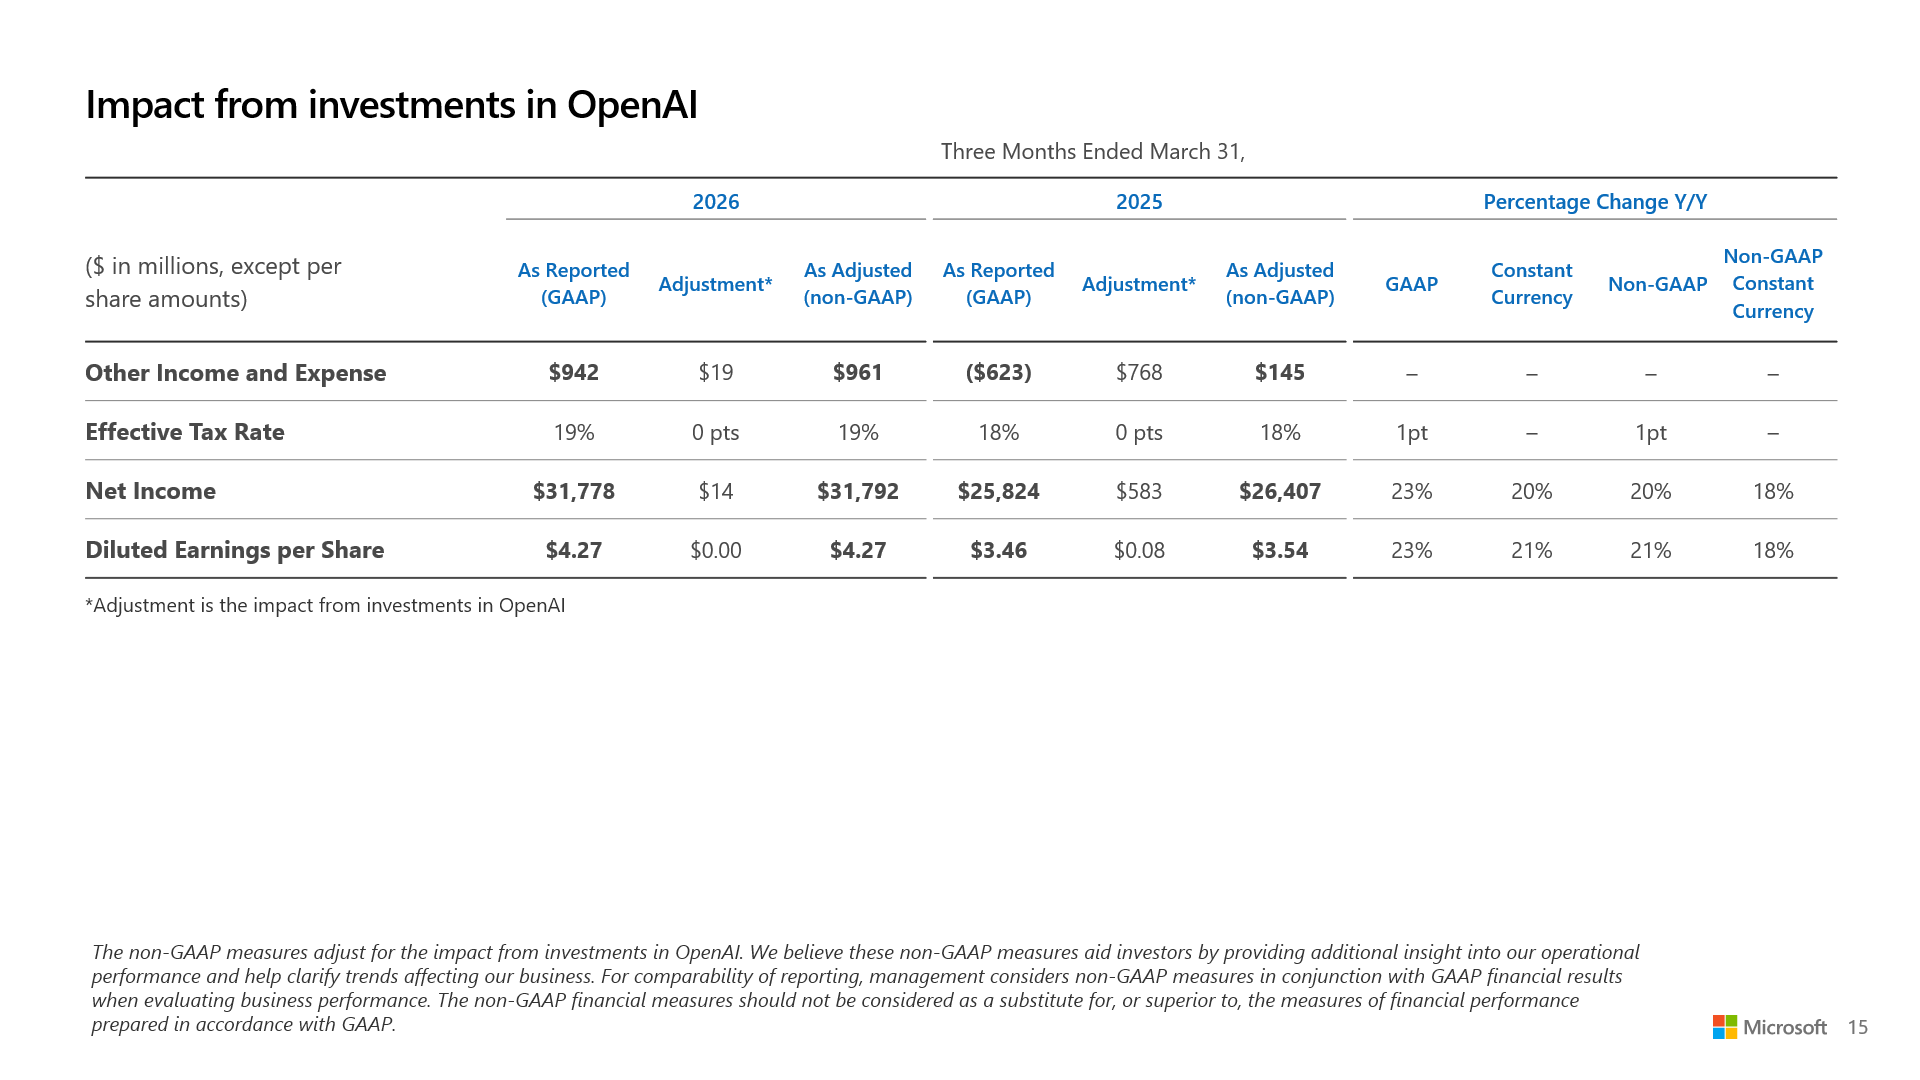 Impact from investments in OpenAI
Three Months Ended March 31,
2026 2025 Percentage Change Y/Y
($ in millions, except per
share amounts)
As Reported
(GAAP)
Adjustment*
As Adjusted
(non-GAAP)
As Reported
(GAAP)
Adjustment*
As Adjusted
(non-GAAP)
GAAP
Constant
Currency
Non-GAAP
Non-GAAP
Constant
Currency
Other Income and Expense $942 $19 $961 ($623) $768 $145 – – – –
Effective Tax Rate 19% 0 pts 19% 18% 0 pts 18% 1pt – 1pt –
Net Income $31,778 $14 $31,792 $25,824 $583 $26,407 23% 20% 20% 18%
Diluted Earnings per Share $4.27 $0.00 $4.27 $3.46 $0.08 $3.54 23% 21% 21% 18%
*Adjustment is the impact from investments in OpenAI
The non-GAAP measures adjust for the impact from investments in OpenAI. We believe these non-GAAP measures aid investors by providing additional insight into our operational
performance and help clarify trends affecting our business. For comparability of reporting, management considers non-GAAP measures in conjunction with GAAP financial results
when evaluating business performance. The non-GAAP financial measures should not be considered as a substitute for, or superior to, the measures of financial performance
prepared in accordance with GAAP.
Microsoft 15